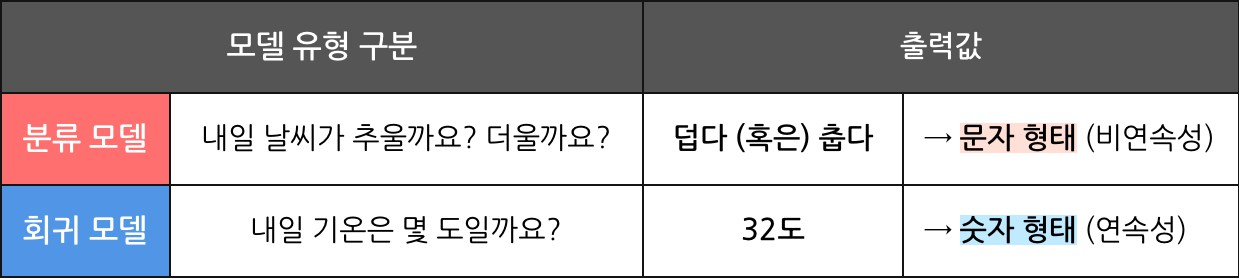 모델 유형 구분 출력값
분류 모델 내일 날씨가 추울까요? 더울까요? 덥다 (혹은) 춥다 → 문자 형태 (비연속성)
회귀 모델 내일 기온은 몇 도일까요? 32도 → 숫자 형태 (연속성)